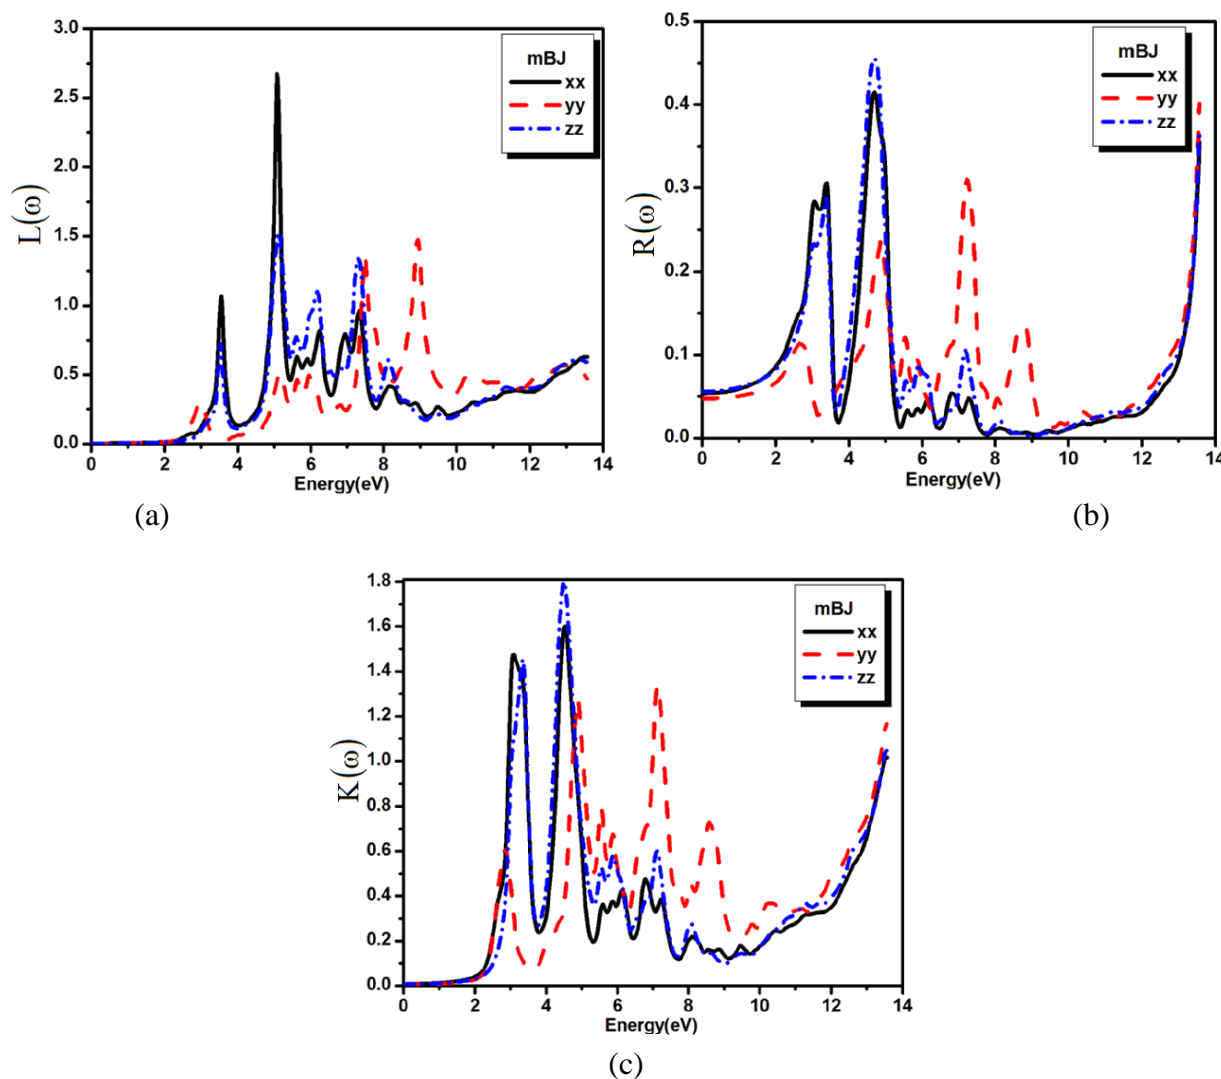 3.0
2.5
2.0
1.5
1.0
0.5
0.0
L(ω)
mBJ
xx
yy
zz
0 2 4 6 8 10 12 14
Energy(eV)
(a)
0.5
0.4
0.3
0.2
0.1
0.0
R(ω)
mBJ
xx
yy
zz
0 2 4 6 8 10 12 14
Energy(eV)
(b)
1.8
1.6
1.4
1.2
1.0
0.8
0.6
0.4
0.2
0.0
K(ω)
mBJ
xx
yy
zz
0 2 4 6 8 10 12 14
Energy(eV)
(c)